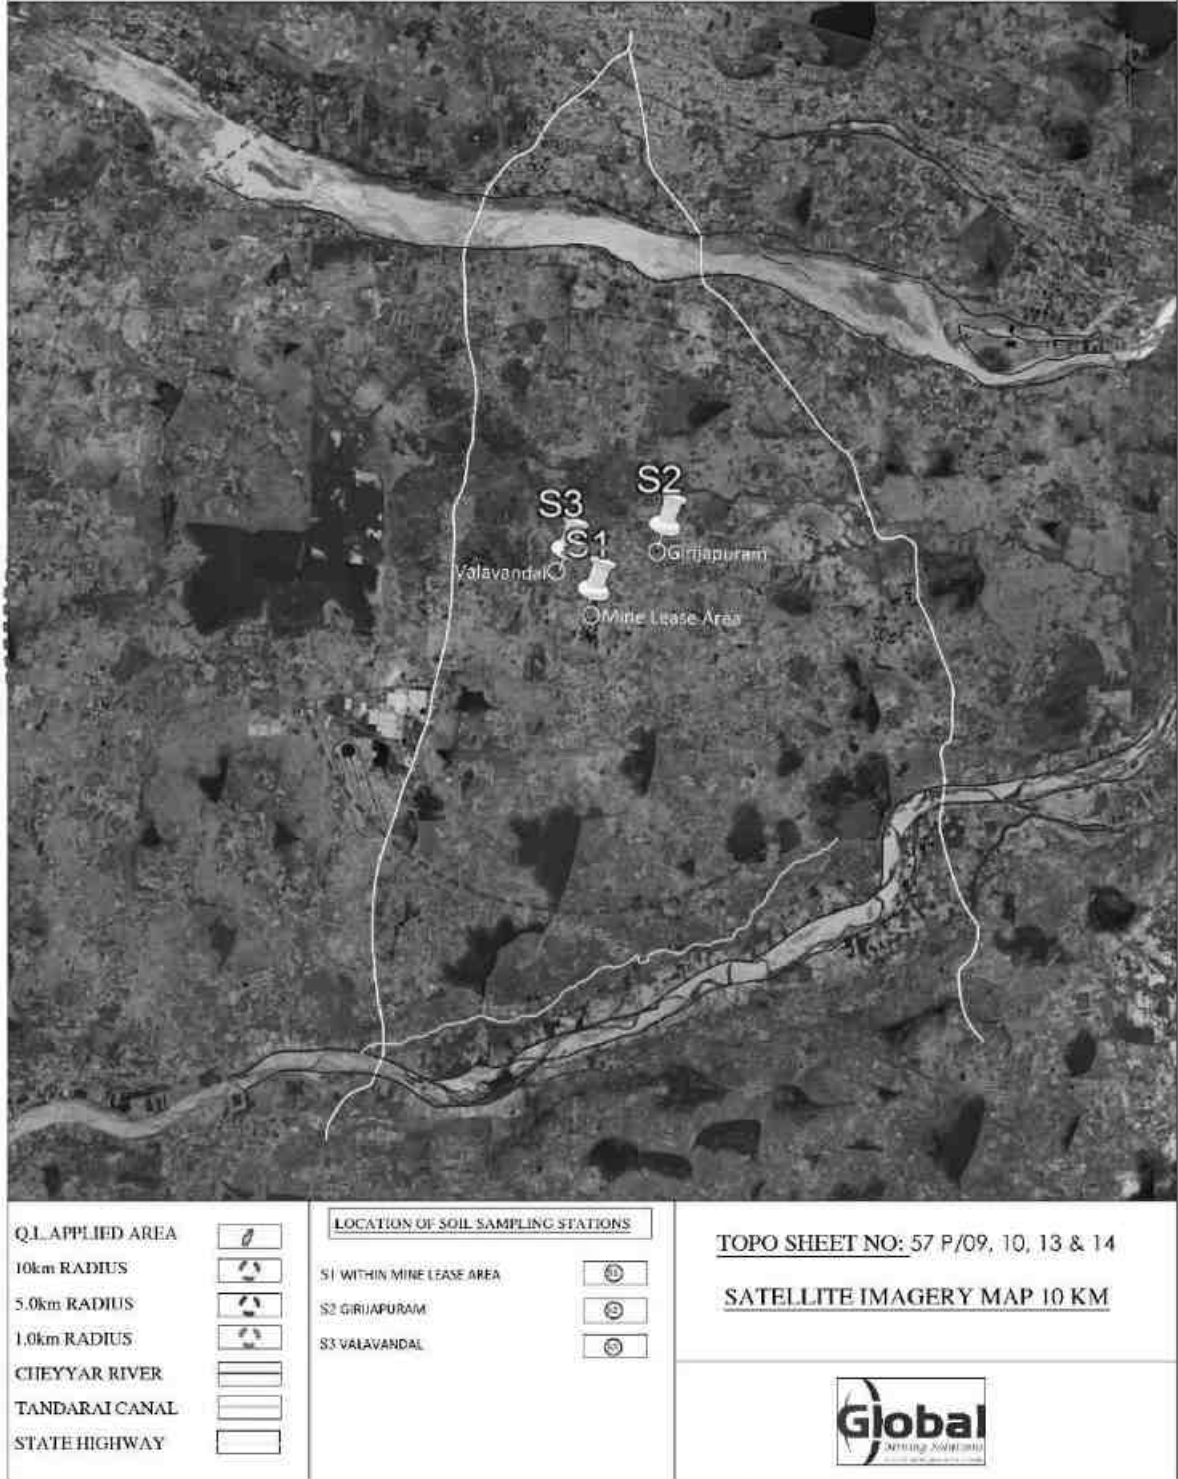 S2
S3
S1
Girijapuram
Valavandal
Mine Lease Area
Q.L.APPLIED AREA
10km RADIUS
5.0km RADIUS
1.0km RADIUS
CHEYYAR RIVER
TANDARAI CANAL
STATE HIGHWAY
LOCATION OF SOIL SAMPLING STATIONS
S1 WITHIN MINE LEASE AREA
S2 GIRIJAPURAM
S3 VALAVANDAL
TOPO SHEET NO: 57 P/09, 10, 13 & 14
SATELLITE IMAGERY MAP 10 KM
Global
Mining Solutions